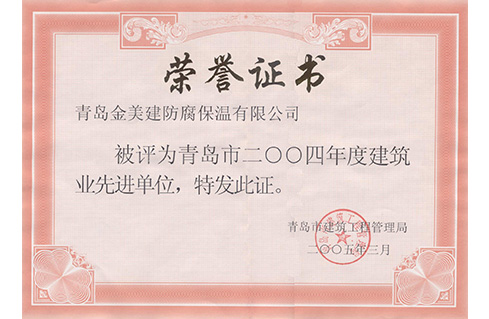 荣誉证书
青岛金美建防腐保温有限公司
被评为青岛市二〇〇四年度建筑
业先进单位，特发此证。
青岛市建筑工程管理局
二〇〇五年三月